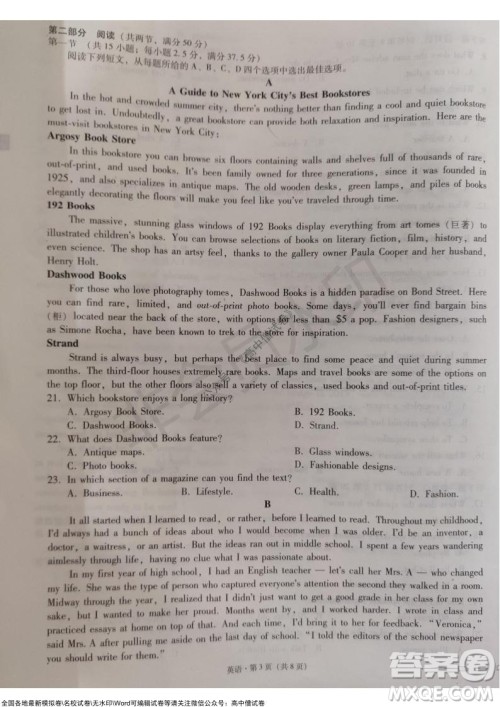 第二部分 阅读（共两节，满分 50 分）
第一节 （共 15 小题；每小题 2.5 分，满分 37.5 分）
阅读下列短文，从每题所给的 A、B、C、D 四个选项中选出最佳选项。
A
A Guide to New York City's Best Bookstores
In the hot and crowded summer city, there's nothing better than finding a cool and quiet bookstore
to get lost in. Undoubtedly, a great bookstore can provide both relaxation and inspiration. Here are the
must-visit bookstores in New York City:
Argosy Book Store
In this bookstore you can browse six floors containing walls and shelves full of thousands of rare,
out-of-print, and used books. It's been family owned for three generations, since it was founded in
1925, and also specializes in antique maps. The old wooden desks, green lamps, and piles of books
elegantly decorating the floors will make you feel like you've traveled through time.
192 Books
The massive, stunning glass windows of 192 Books display everything from art tomes (巨著) to
illustrated children's books. You can browse selections of books on literary fiction, film, history, and
even science. The shop has an artsy feel, thanks to the gallery owner Paula Cooper and her husband,
Henry Holt.
Dashwood Books
For those who love photography tomes, Dashwood Books is a hidden paradise on Bond Street. Here
you can find rare, limited, and out-of-print photo books. Some days, you'll even find bargain bins
（柜）located near the back of the store, with options for less than $5 a pop. Fashion designers, such
as Simone Rocha, have been known to trek to the store for inspiration.
Strand
Strand is always busy, but perhaps the best place to find some peace and quiet during summer
months. The third-floor houses extremely rare books. Maps and travel books are some of the options
on the top floor, but the other floors also sell a variety of classics, used books and out-of-print titles.
21. Which bookstore enjoys a long history?
A. Argosy Book Store. B. 192 Books.
C. Dashwood Books. D. Strand.
22. What does Dashwood Books feature?
A. Antique maps. B. Glass windows.
C. Photo books. D. Fashionable designs.
23. In which section of a magazine can you find the text?
A. Business. B. Lifestyle. C. Health. D. Fashion.
B
It all started when I learned to read, or rather, before I learned to read. Throughout my childhood,
I'd always had a bunch of ideas about who I would become when I was older. I'd be an inventor, a
doctor, a waitress, or an artist. But the ideas ran out in middle school. I spent a few years wandering
aimlessly with no label, having no clue what I was passionate about.
In my first year of high school, I had an English teacher — let's call her Mrs. A — who changed
my life. She was the type of person who captured everyone's attention when she walked in a room.
Midway through the year, I realized that I didn't just want to get a good grade in her class for my own
sake, but that I wanted to make her proud. Months went by, and I worked harder. I wrote essays and
practiced essays at home to turn in to her, and stayed after school to see how I could improve. "Veronica,"
said Mrs. A after pulling me aside on the last day of school. "I told the directors of the school newspaper
you should write for them."
英语·第 3 页（共 8 页）
全国各地最新模拟卷\名校试卷\无水印\Word可编辑试卷等请关注微信公众号：高中僧试卷